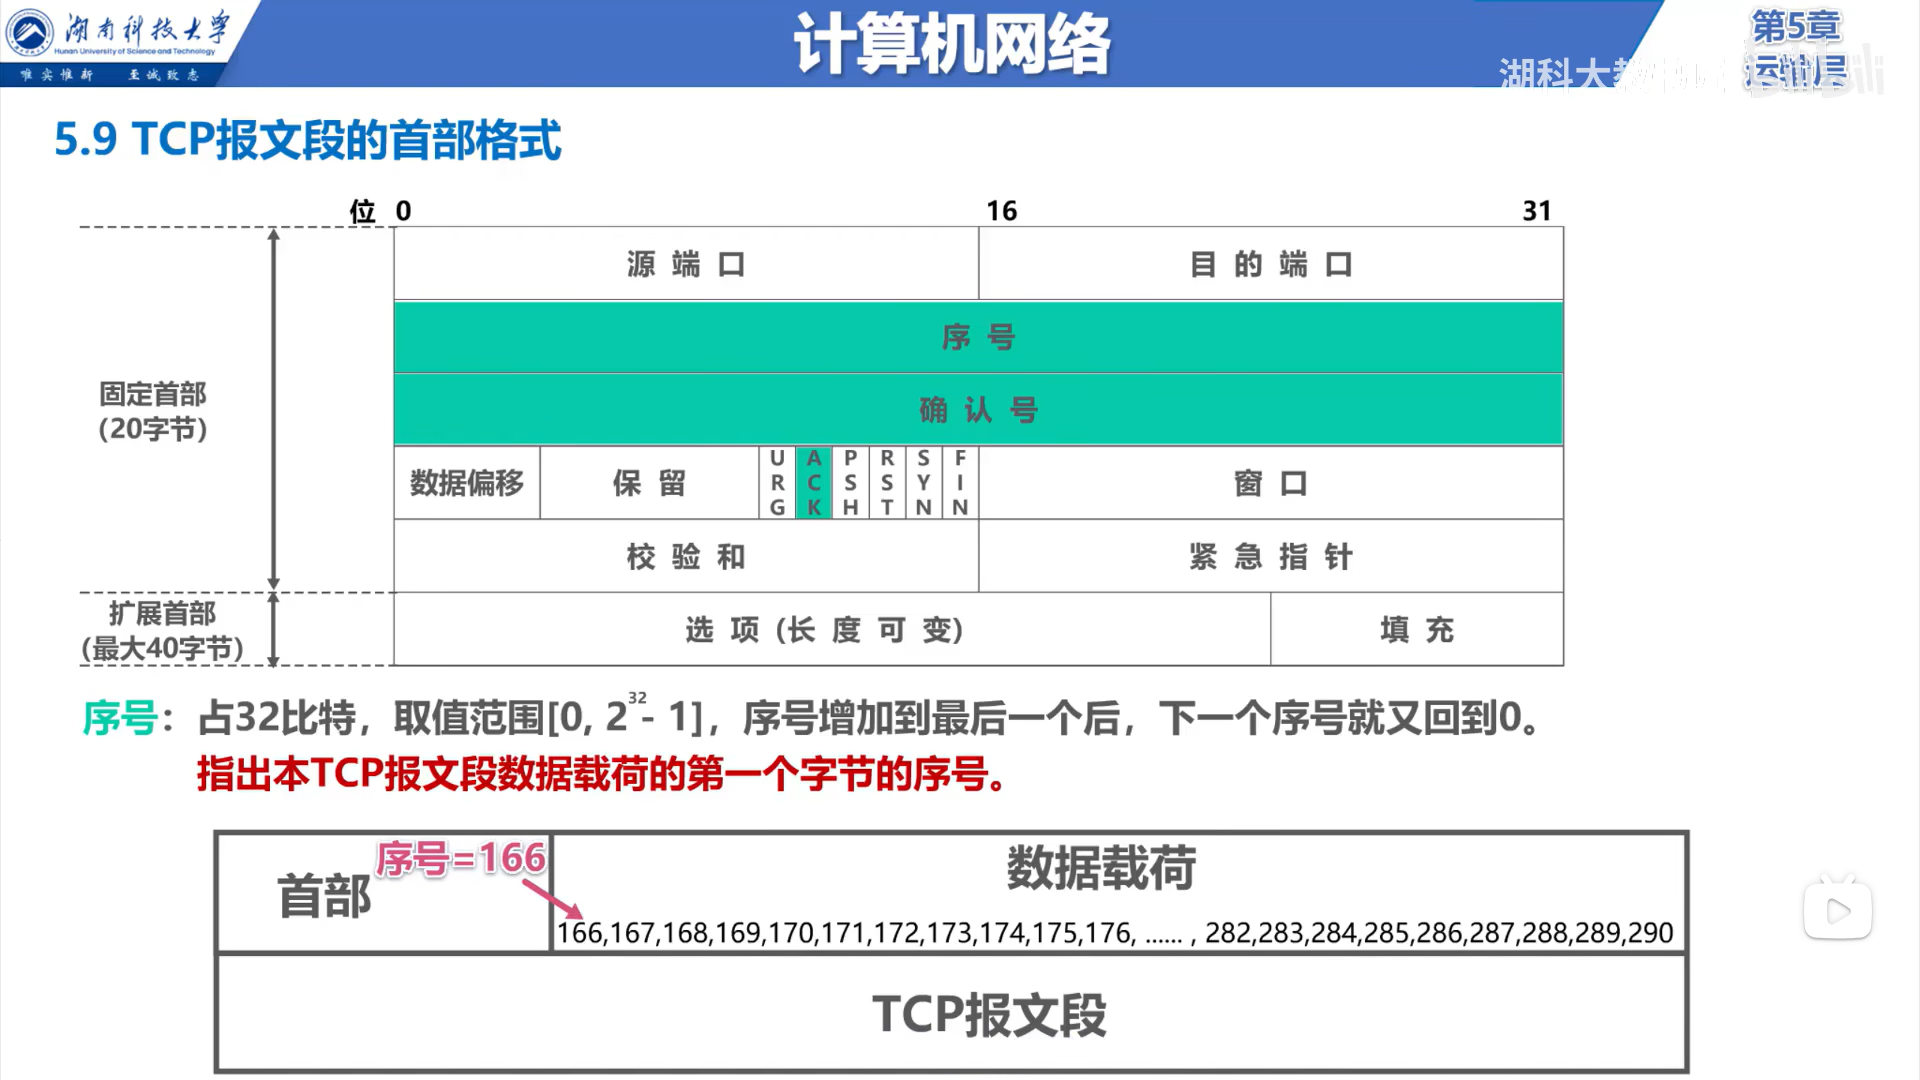 湖南科技大学
Hunan University of Science and Technology
唯实惟新 至诚致志
计算机网络
第5章
运输层
湖科大教书匠
bilibili
5.9 TCP报文段的首部格式
位 0 16 31
源端口 目的端口
序号
确认号
固定首部
(20字节)
数据偏移 保留 URG ACK PSH RST SYN FIN 窗口
校验和 紧急指针
扩展首部
(最大40字节)
选项 (长度可变) 填充
序号：占32比特，取值范围[0, 2³²- 1]，序号增加到最后一个后，下一个序号就又回到0。
指出本TCP报文段数据载荷的第一个字节的序号。
序号=166
首部
数据载荷
166,167,168,169,170,171,172,173,174,175,176, ...... , 282,283,284,285,286,287,288,289,290
TCP报文段